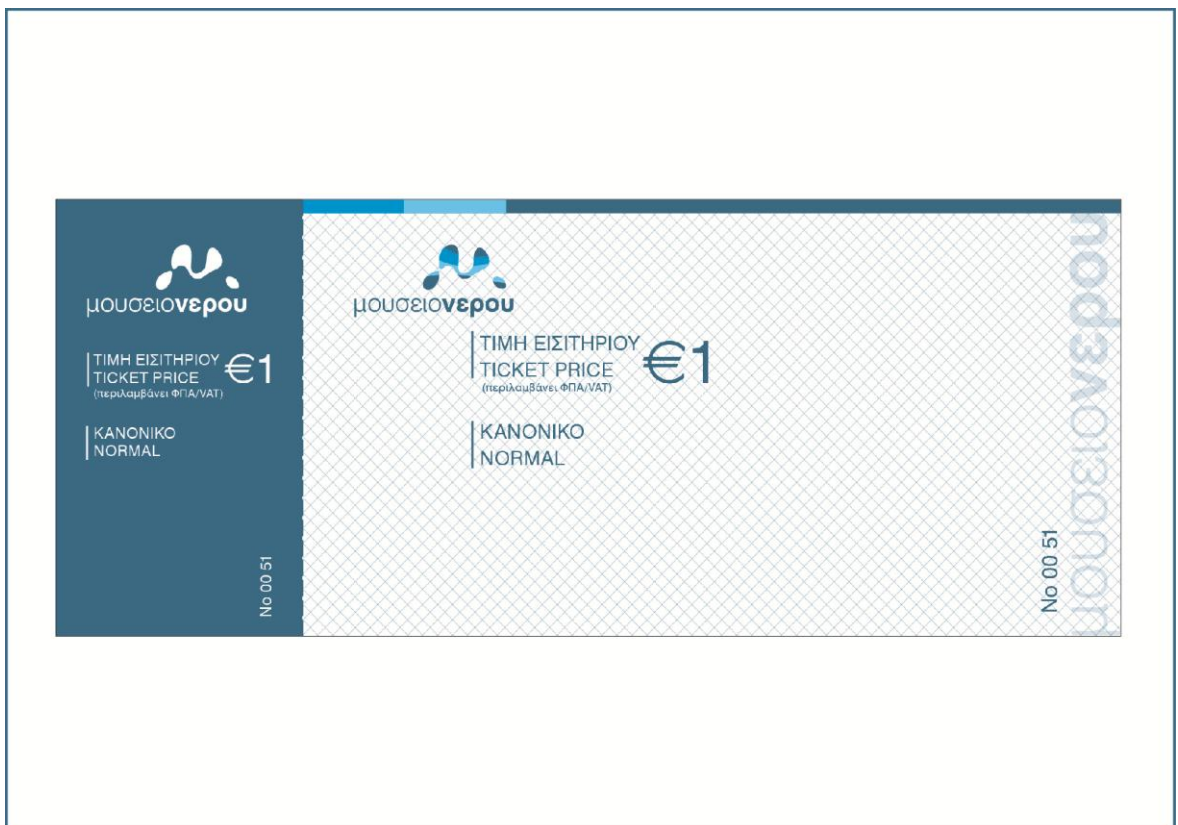 μουσειονερου
ΤΙΜΗ ΕΙΣΙΤΗΡΙΟΥ
TICKET PRICE
€1
(περιλαμβάνει ΦΠΑ/VAT)
ΚΑΝΟΝΙΚΟ
NORMAL
No 00 51
μουσειονερου
ΤΙΜΗ ΕΙΣΙΤΗΡΙΟΥ
TICKET PRICE
€1
(περιλαμβάνει ΦΠΑ/VAT)
ΚΑΝΟΝΙΚΟ
NORMAL
No 00 51
μουσειονερου